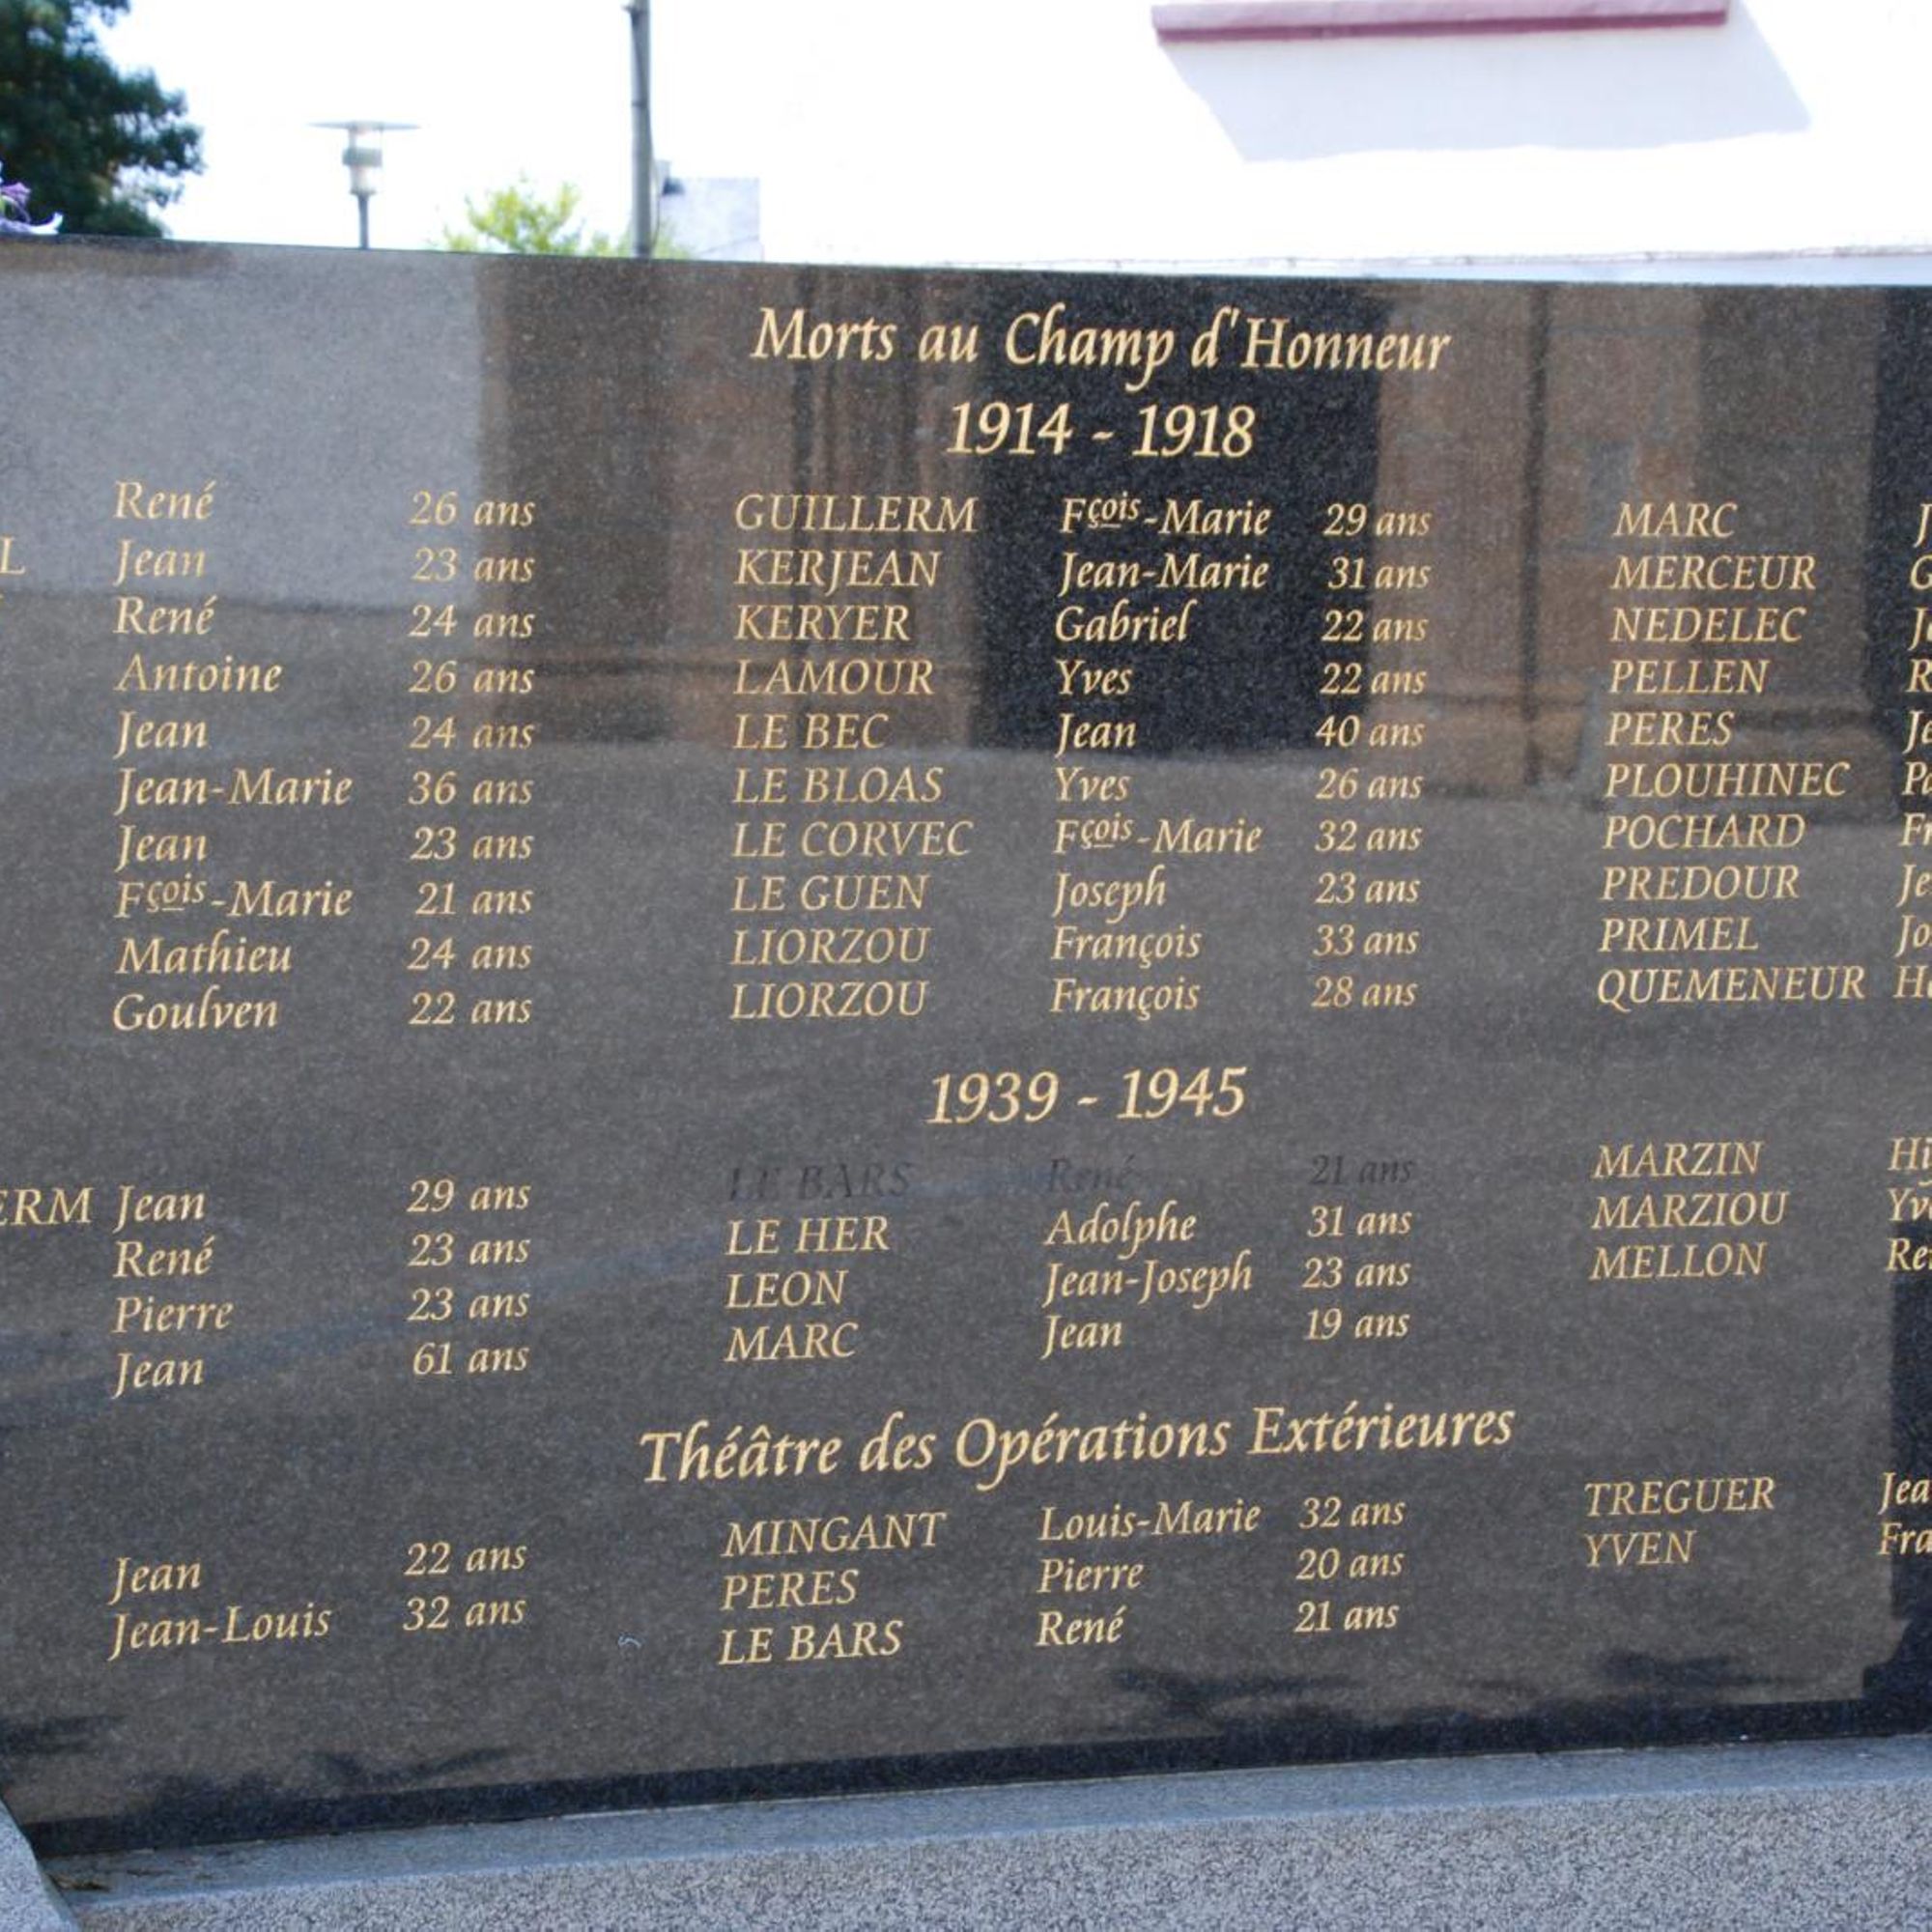 Morts au Champ d'Honneur
1914 - 1918
René 26 ans GUILLERM Fçois-Marie 29 ans MARC
Jean 23 ans KERJEAN Jean-Marie 31 ans MERCEUR
René 24 ans KERYER Gabriel 22 ans NEDELEC
Antoine 26 ans LAMOUR Yves 22 ans PELLEN
Jean 24 ans LE BEC Jean 40 ans PERES
Jean-Marie 36 ans LE BLOAS Yves 26 ans PLOUHINEC
Jean 23 ans LE CORVEC Fçois-Marie 32 ans POCHARD
Fçois-Marie 21 ans LE GUEN Joseph 23 ans PREDOUR
Mathieu 24 ans LIORZOU François 33 ans PRIMEL
Goulven 22 ans LIORZOU François 28 ans QUEMENEUR
1939 - 1945
Jean 29 ans LE BARS René 21 ans MARZIN
René 23 ans LE HER Adolphe 31 ans MARZIOU
Pierre 23 ans LEON Jean-Joseph 23 ans MELLON
Jean 61 ans MARC Jean 19 ans
Théâtre des Opérations Extérieures
Jean 22 ans MINGANT Louis-Marie 32 ans TREGUER
Jean-Louis 32 ans PERES Pierre 20 ans YVEN
LE BARS René 21 ans